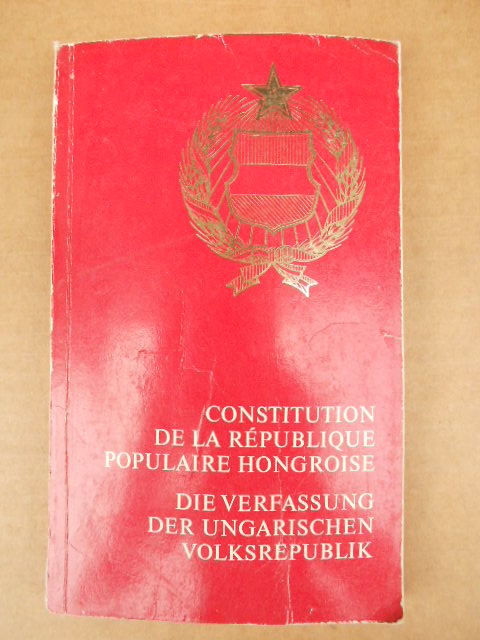 CONSTITUTION
DE LA RÉPUBLIQUE
POPULAIRE HONGROISE
DIE VERFASSUNG
DER UNGARISCHEN
VOLKSREPUBLIK